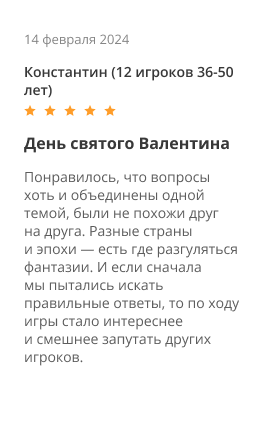 14 февраля 2024
Константин (12 игроков 36-50
лет)
День святого Валентина
Понравилось, что вопросы
хоть и объединены одной
темой, были не похожи друг
на друга. Разные страны
и эпохи — есть где разгуляться
фантазии. И если сначала
мы пытались искать
правильные ответы, то по ходу
игры стало интереснее
и смешнее запутать других
игроков.